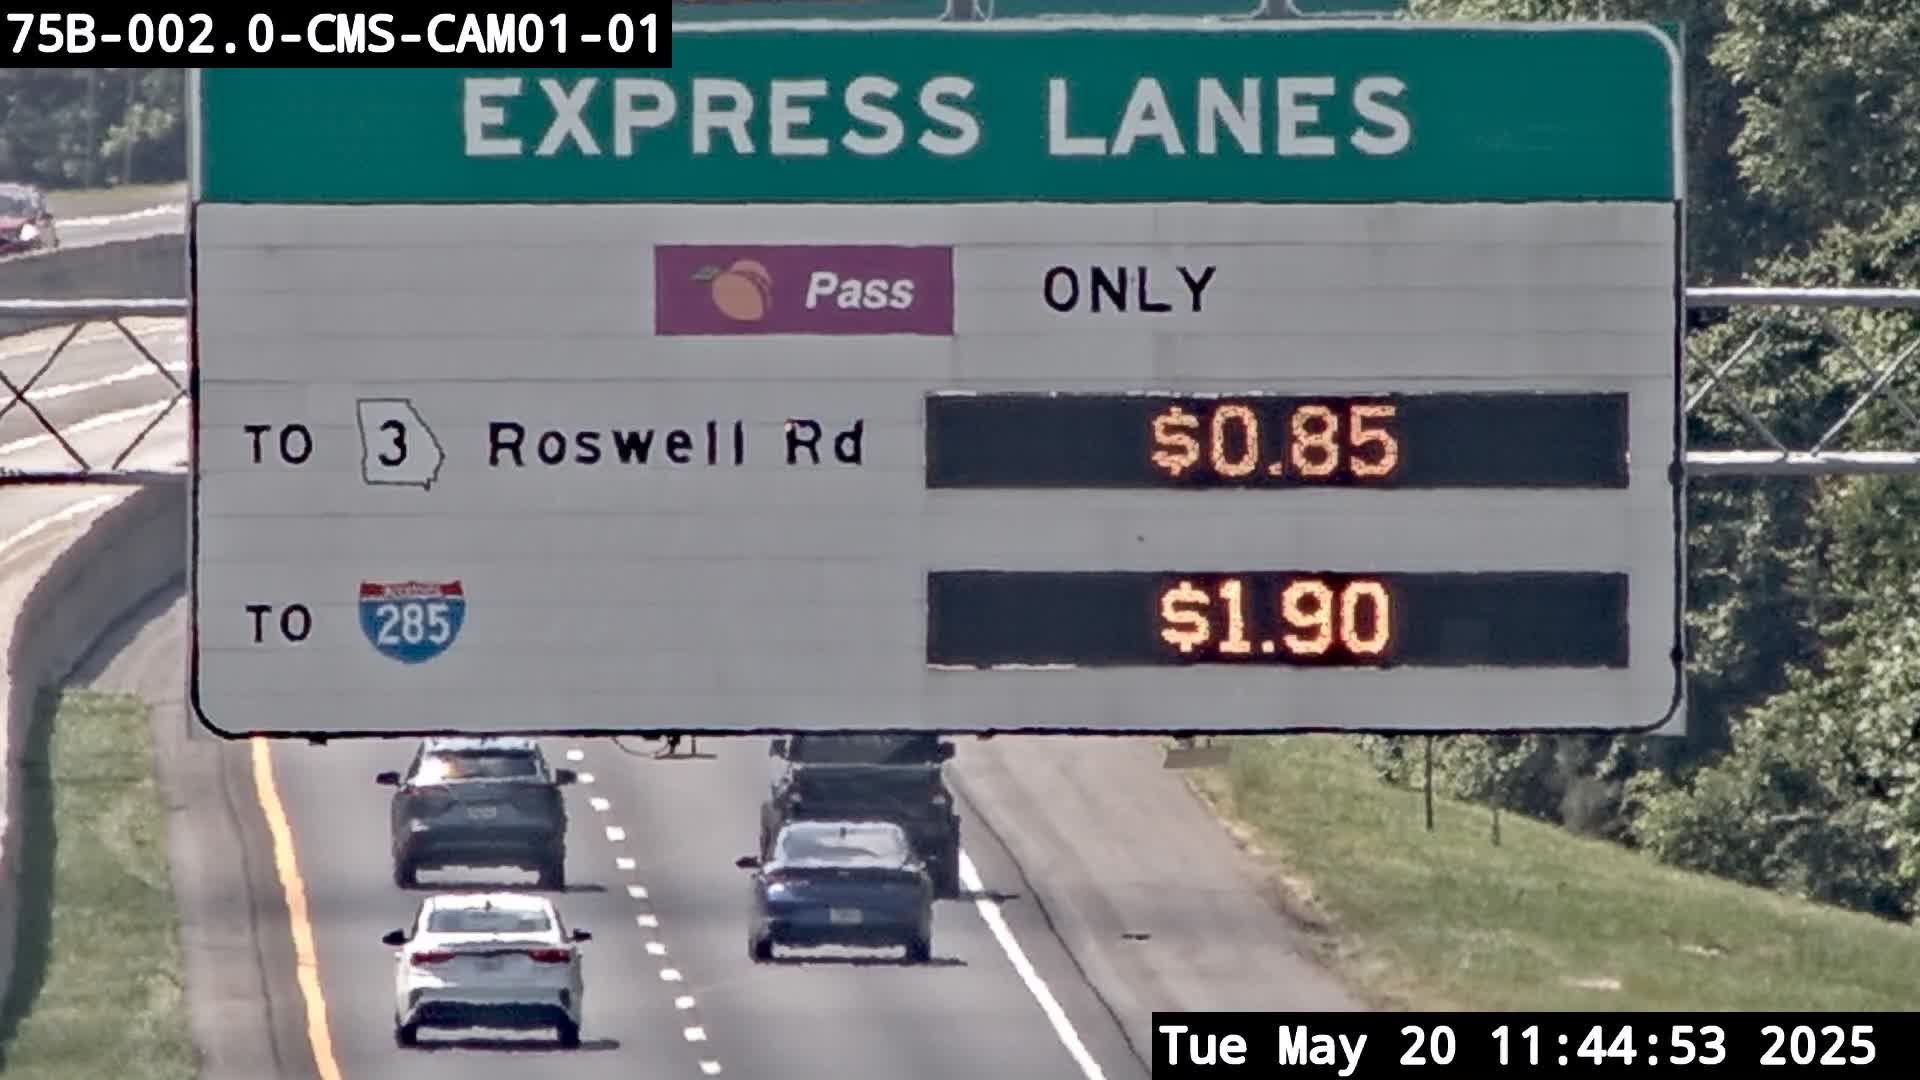 75B-002.0-CMS-CAM01-01
EXPRESS LANES
Pass ONLY
TO 3 Roswell Rd $0.85
TO 285 $1.90
Tue May 20 11:44:53 2025